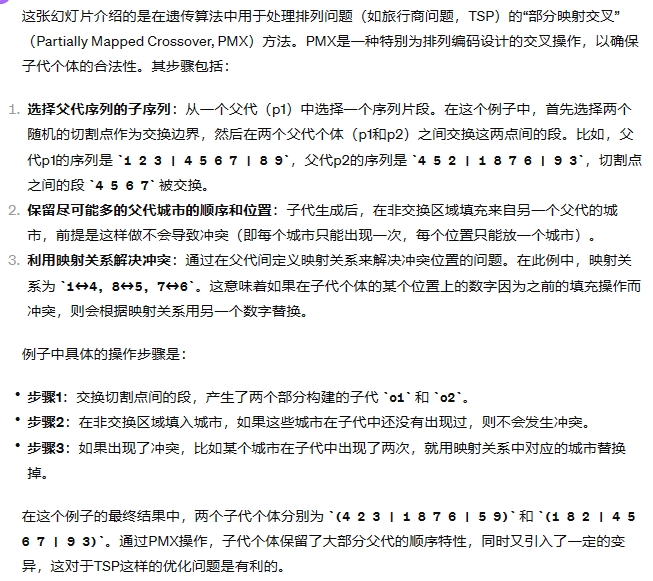 这张幻灯片介绍的是在遗传算法中用于处理排列问题（如旅行商问题，TSP）的“部分映射交叉”
（Partially Mapped Crossover, PMX）方法。PMX是一种特别为排列编码设计的交叉操作，以确保
子代个体的合法性。其步骤包括：
1. 选择父代序列的子序列：从一个父代（p1）中选择一个序列片段。在这个例子中，首先选择两个
随机的切割点作为交换边界，然后在两个父代个体（p1和p2）之间交换这两点间的段。比如，父
代p1的序列是 `1 2 3 | 4 5 6 7 | 8 9`，父代p2的序列是 `4 5 2 | 1 8 7 6 | 9 3`，切割点
之间的段 `4 5 6 7` 被交换。
2. 保留尽可能多的父代城市的顺序和位置：子代生成后，在非交换区域填充来自另一个父代的城
市，前提是这样做不会导致冲突（即每个城市只能出现一次，每个位置只能放一个城市）。
3. 利用映射关系解决冲突：通过在父代间定义映射关系来解决冲突位置的问题。在此例中，映射关
系为 `1↔4, 8↔5, 7↔6`。这意味着如果在子代个体的某个位置上的数字因为之前的填充操作而
冲突，则会根据映射关系用另一个数字替换。
例子中具体的操作步骤是：
• 步骤1：交换切割点间的段，产生了两个部分构建的子代 `o1` 和 `o2`。
• 步骤2：在非交换区域填入城市，如果这些城市在子代中还没有出现过，则不会发生冲突。
• 步骤3：如果出现了冲突，比如某个城市在子代中出现了两次，就用映射关系中对应的城市替换
掉。
在这个例子的最终结果中，两个子代个体分别为 `(4 2 3 | 1 8 7 6 | 5 9)` 和 `(1 8 2 | 4 5
6 7 | 9 3)`。通过PMX操作，子代个体保留了大部分父代的顺序特性，同时又引入了一定的变
异，这对于TSP这样的优化问题是有利的。